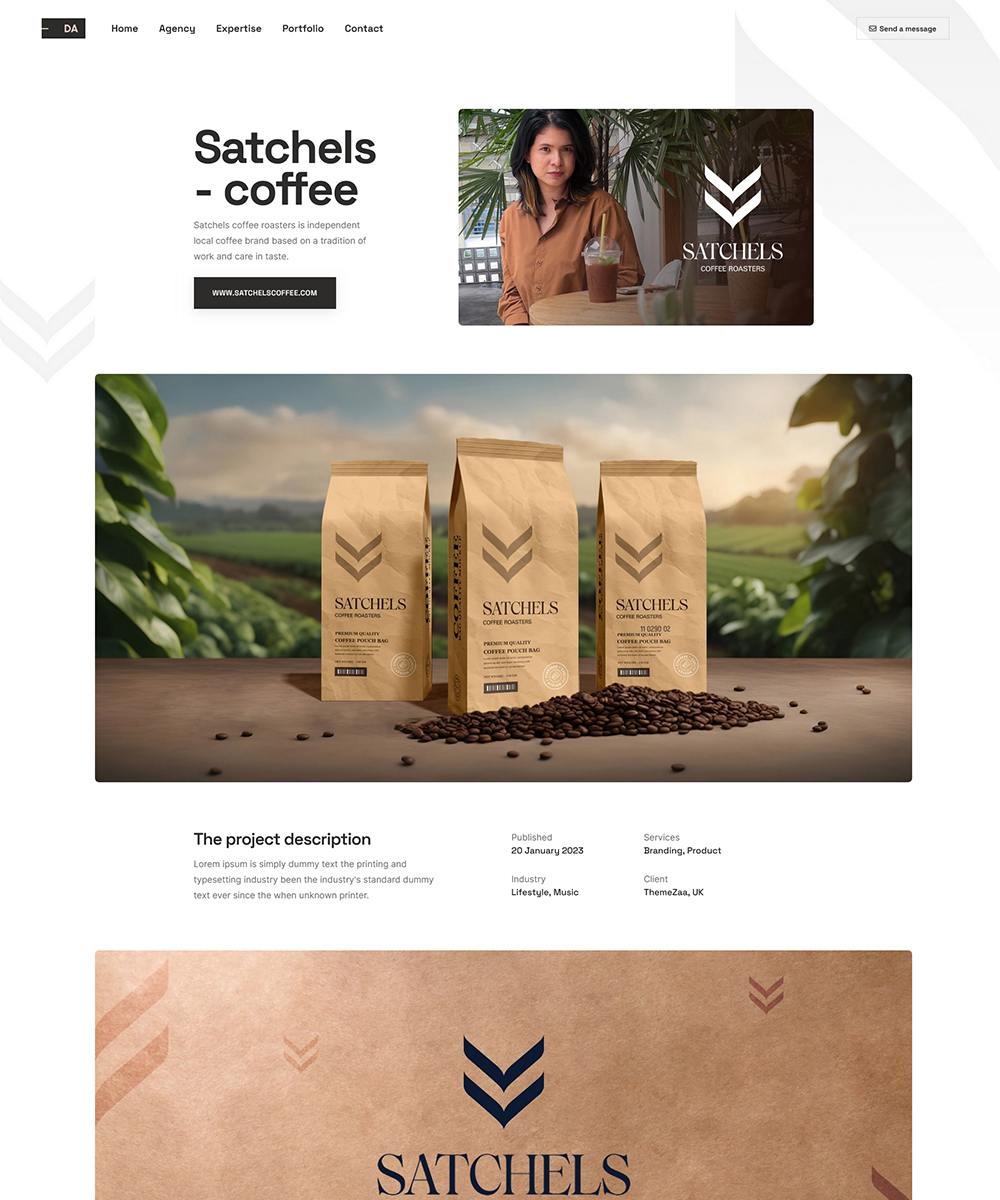 DA
Home Agency Expertise Portfolio Contact
Send a message
Satchels
- coffee
Satchels coffee roasters is independent
local coffee brand based on a tradition of
work and care in taste.
WWW.SATCHELSCOFFEE.COM
SATCHELS
COFFEE ROASTERS
SATCHELS
COFFEE ROASTERS
PREMIUM QUALITY
COFFEE POUCH BAG
COFFEE
SATCHELS
COFFEE ROASTERS
PREMIUM QUALITY
COFFEE POUCH BAG
SATCHELS
COFFEE ROASTERS
11 0290 02
PREMIUM QUALITY
COFFEE POUCH BAG
The project description
Lorem ipsum is simply dummy text the printing and
typesetting industry been the industry's standard dummy
text ever since the when unknown printer.
Published
20 January 2023
Services
Branding, Product
Industry
Lifestyle, Music
Client
ThemeZaa, UK
SATCHELS